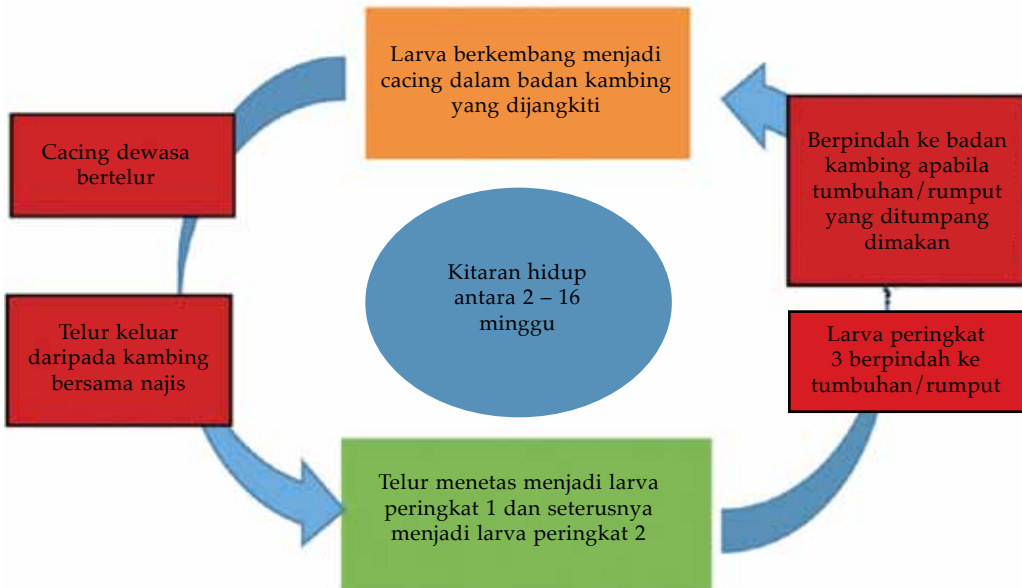 Larva berkembang menjadi
cacing dalam badan kambing
yang dijangkiti
Cacing dewasa
bertelur
Telur keluar
daripada kambing
bersama najis
Telur menetas menjadi larva
peringkat 1 dan seterusnya
menjadi larva peringkat 2
Larva peringkat
3 berpindah ke
tumbuhan/rumput
Berpindah ke badan
kambing apabila
tumbuhan/rumput
yang ditumpang
dimakan
Kitaran hidup
antara 2 – 16
minggu